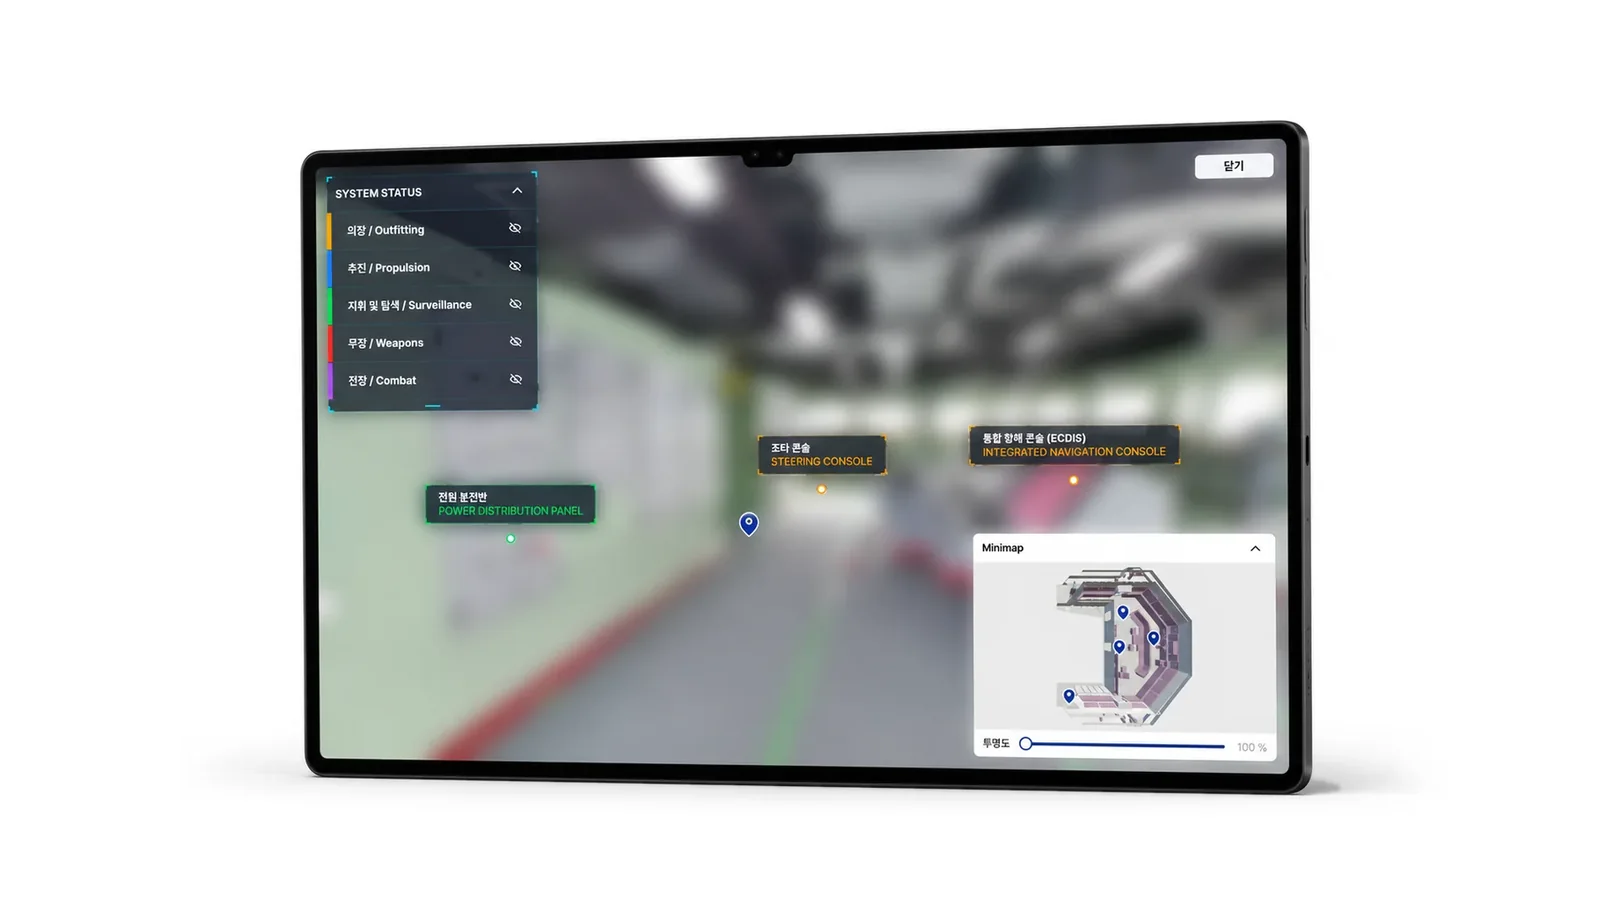 닫기
SYSTEM STATUS
의장 / Outfitting
추진 / Propulsion
지휘 및 탐색 / Surveillance
무장 / Weapons
전장 / Combat
조타 콘솔
STEERING CONSOLE
통합 항해 콘솔 (ECDIS)
INTEGRATED NAVIGATION CONSOLE
전원 분전반
POWER DISTRIBUTION PANEL
Minimap
투명도
100 %